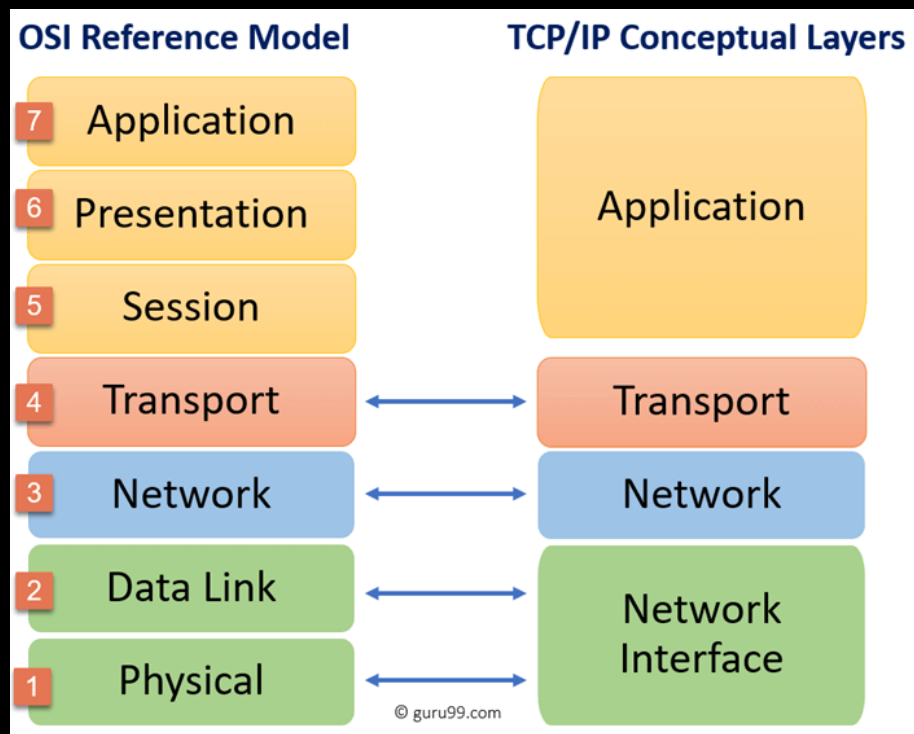 OSI Reference Model
TCP/IP Conceptual Layers
7 Application
6 Presentation
5 Session
Application
4 Transport
Transport
3 Network
Network
2 Data Link
1 Physical
Network
Interface
© guru99.com